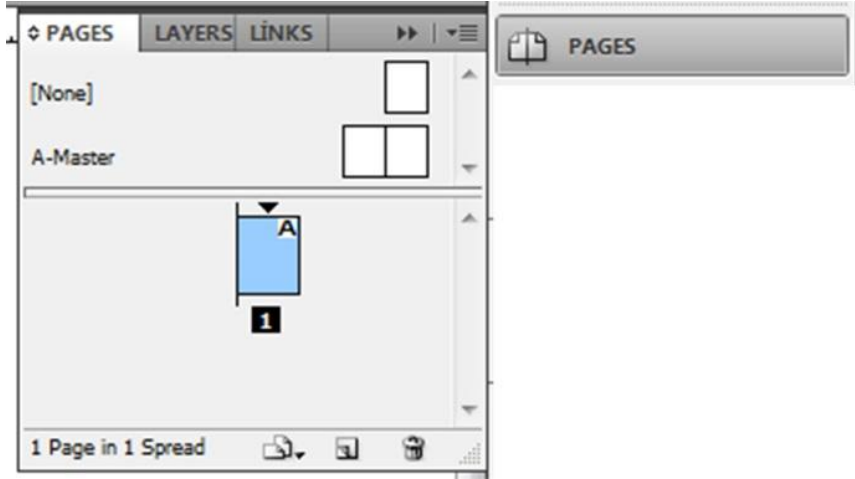 PAGES LAYERS LİNKS
[None]
A-Master
A
1
1 Page in 1 Spread
PAGES